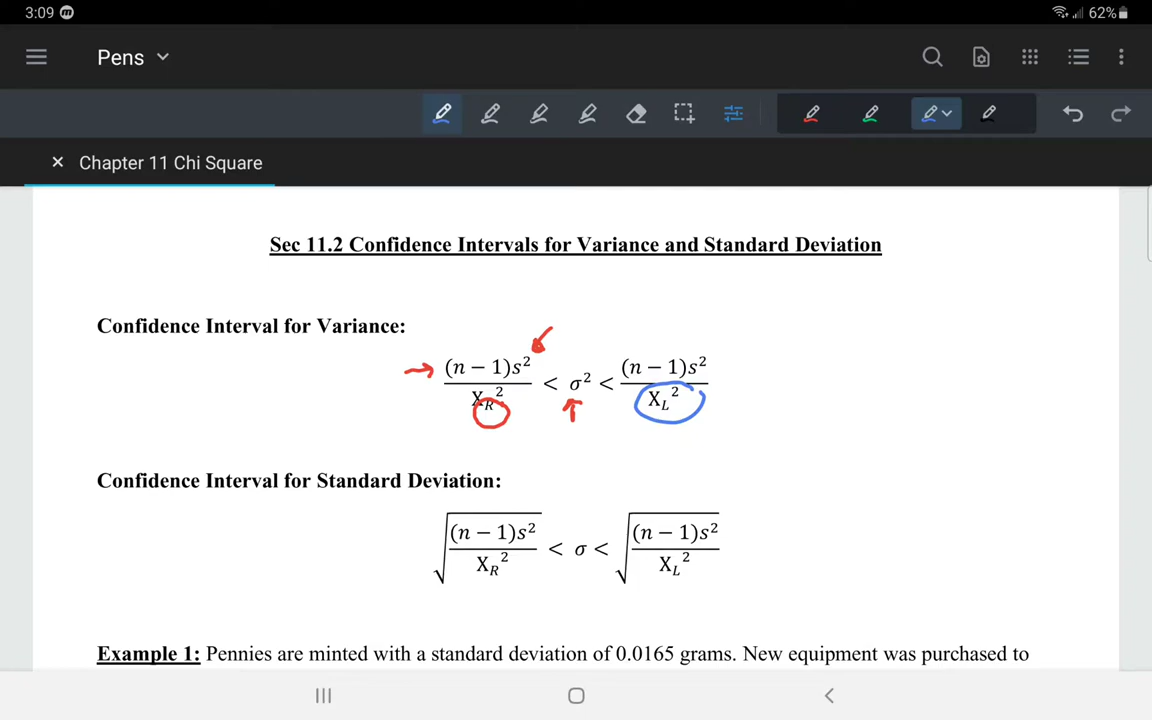 3:09 62%
Pens
Chapter 11 Chi Square
Sec 11.2 Confidence Intervals for Variance and Standard Deviation
Confidence Interval for Variance:
(n − 1)s² / X_R² < σ² < (n − 1)s² / X_L²
Confidence Interval for Standard Deviation:
√((n − 1)s² / X_R²) < σ < √((n − 1)s² / X_L²)
Example 1: Pennies are minted with a standard deviation of 0.0165 grams. New equipment was purchased to